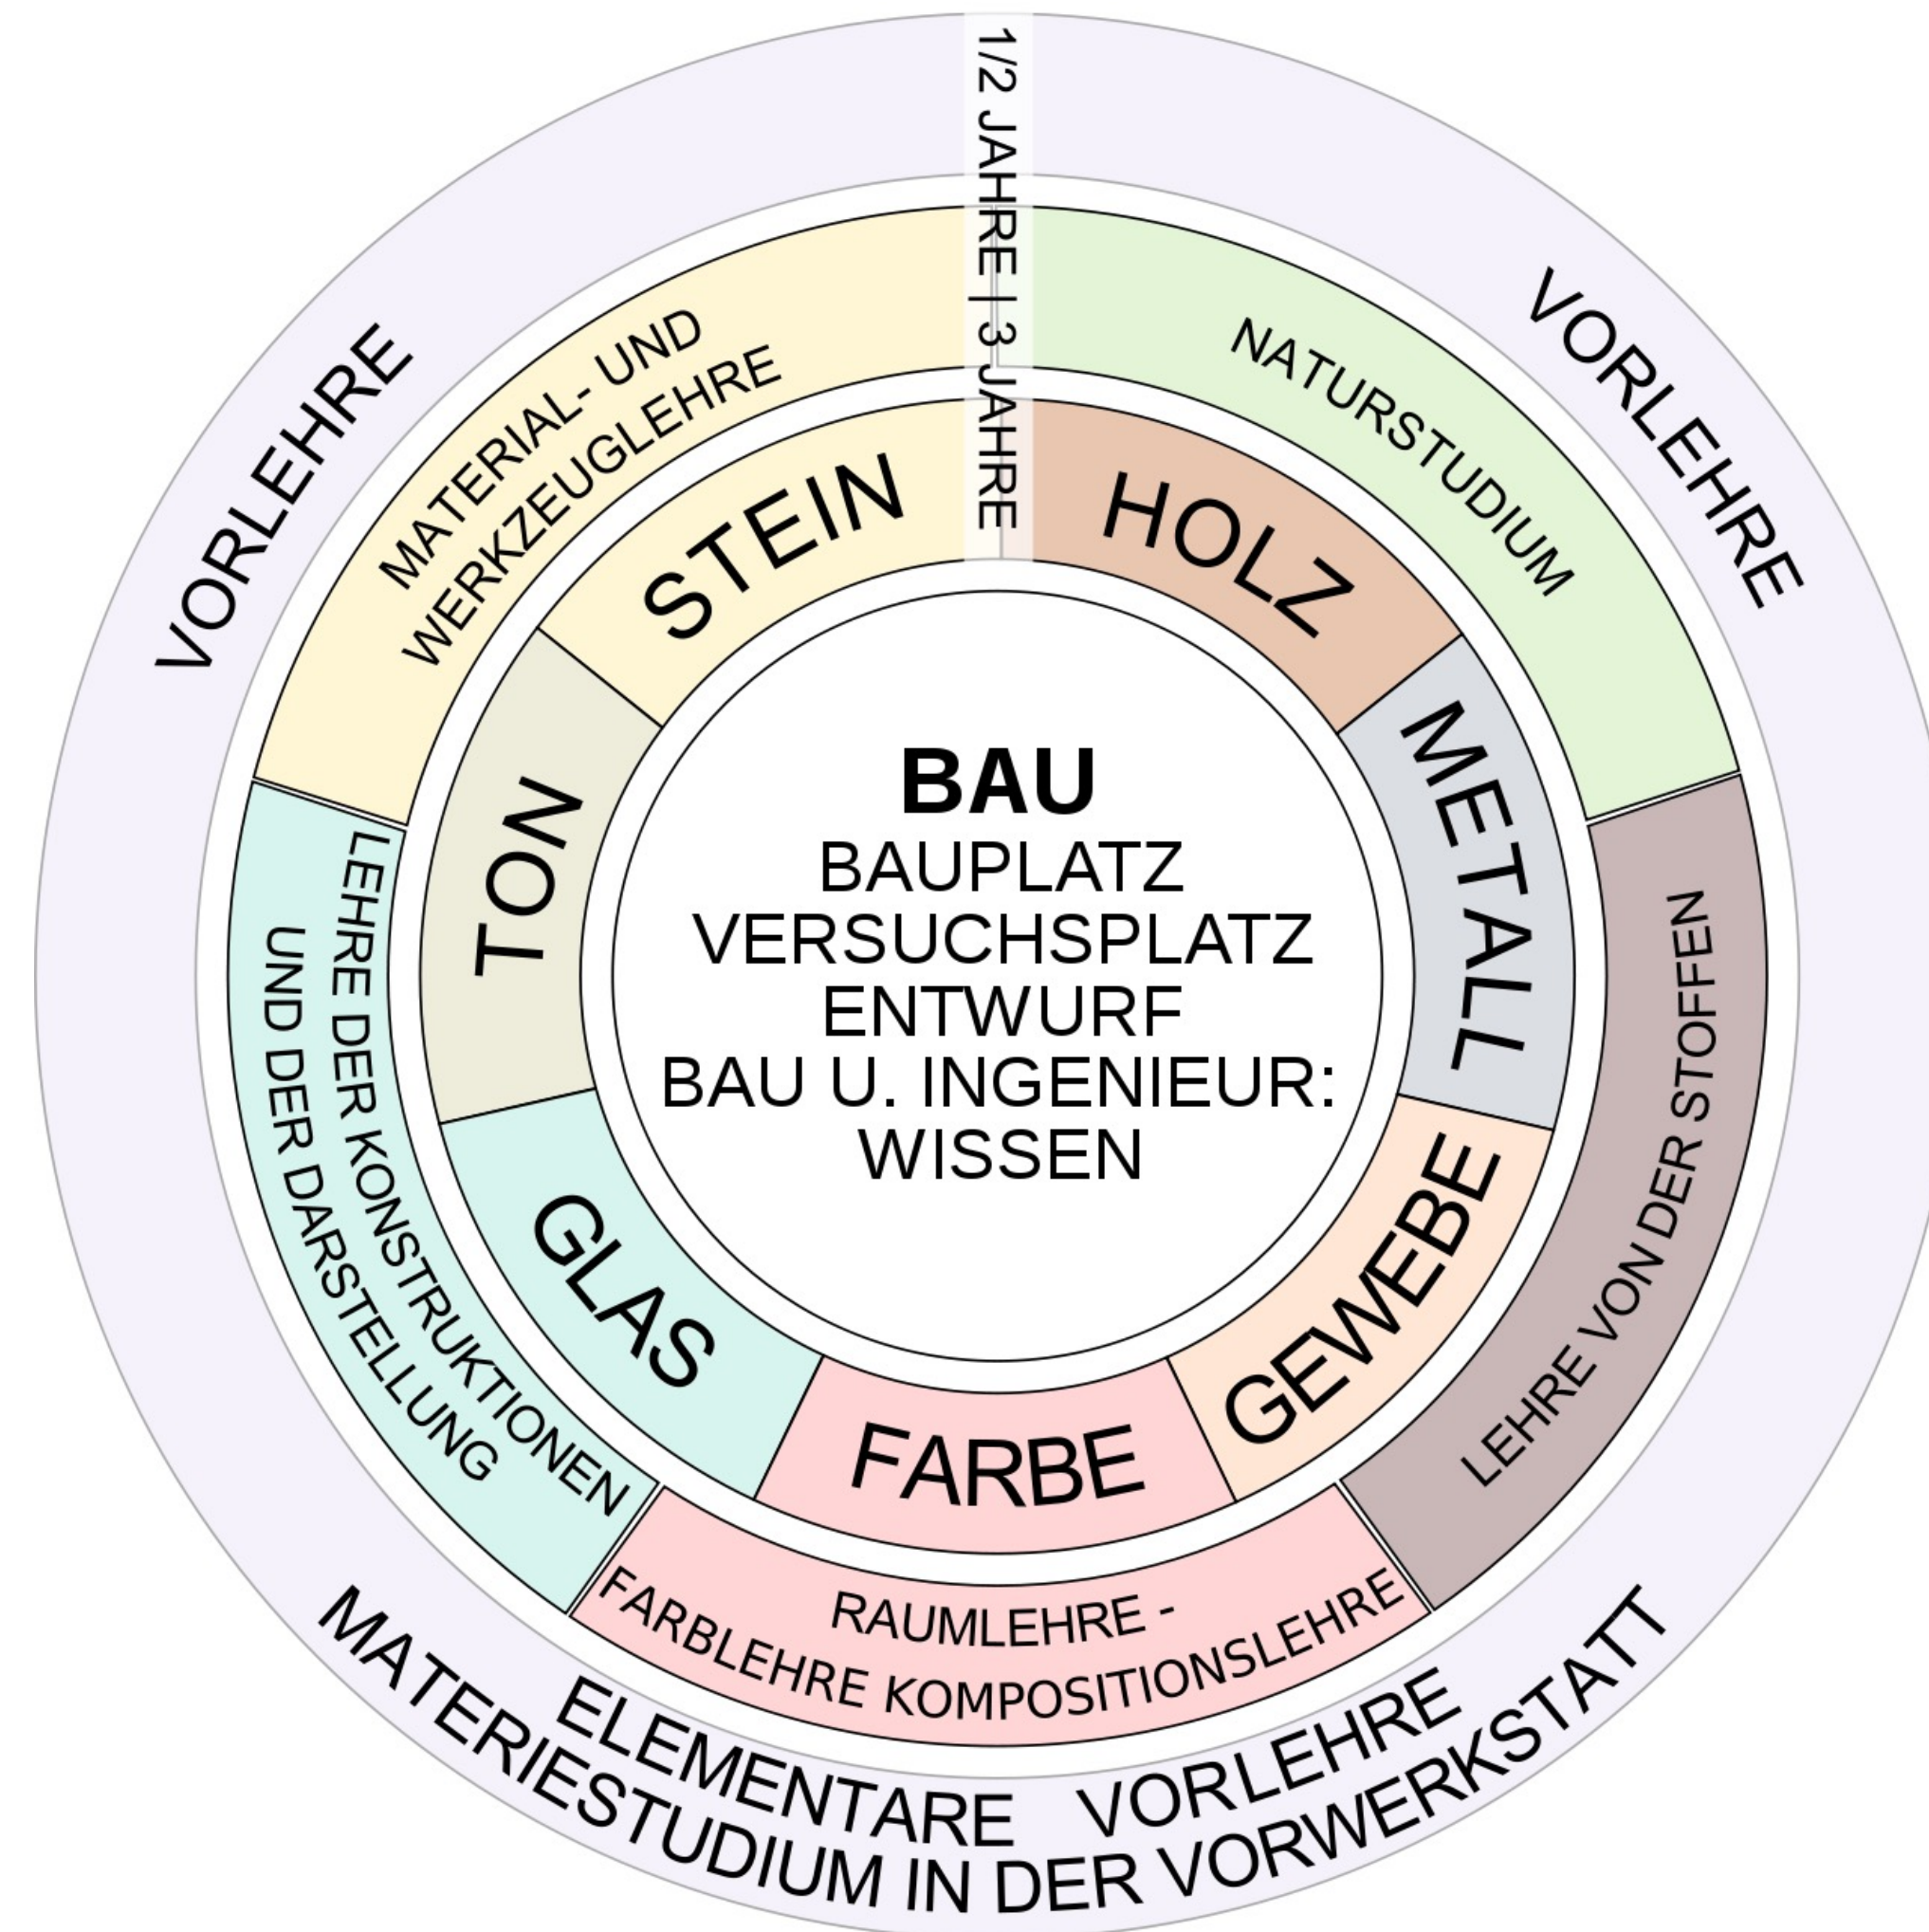 1/2 JAHRE | 3 JAHRE
VORLEHRE
VORLEHRE
MATERIAL- UND
WERKZEUGLEHRE
NATURSTUDIUM
STEIN
HOLZ
TON
METALL
BAU
BAUPLATZ
VERSUCHSPLATZ
ENTWURF
BAU U. INGENIEUR:
WISSEN
LEHRE DER KONSTRUKTIONEN
UND DER DARSTELLUNG
LEHRE VON DER STOFFEN
GLAS
GEWEBE
FARBE
RAUMLEHRE -
FARBLEHRE KOMPOSITIONSLEHRE
ELEMENTARE VORLEHRE
MATERIESTUDIUM IN DER VORWERKSTATT